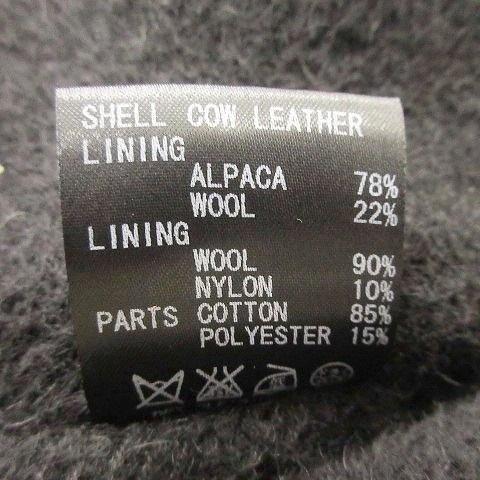 SHELL COW LEATHER
LINING
ALPACA 78%
WOOL 22%
LINING
WOOL 90%
NYLON 10%
PARTS COTTON 85%
POLYESTER 15%